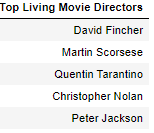 Top Living Movie Directors
David Fincher
Martin Scorsese
Quentin Tarantino
Christopher Nolan
Peter Jackson